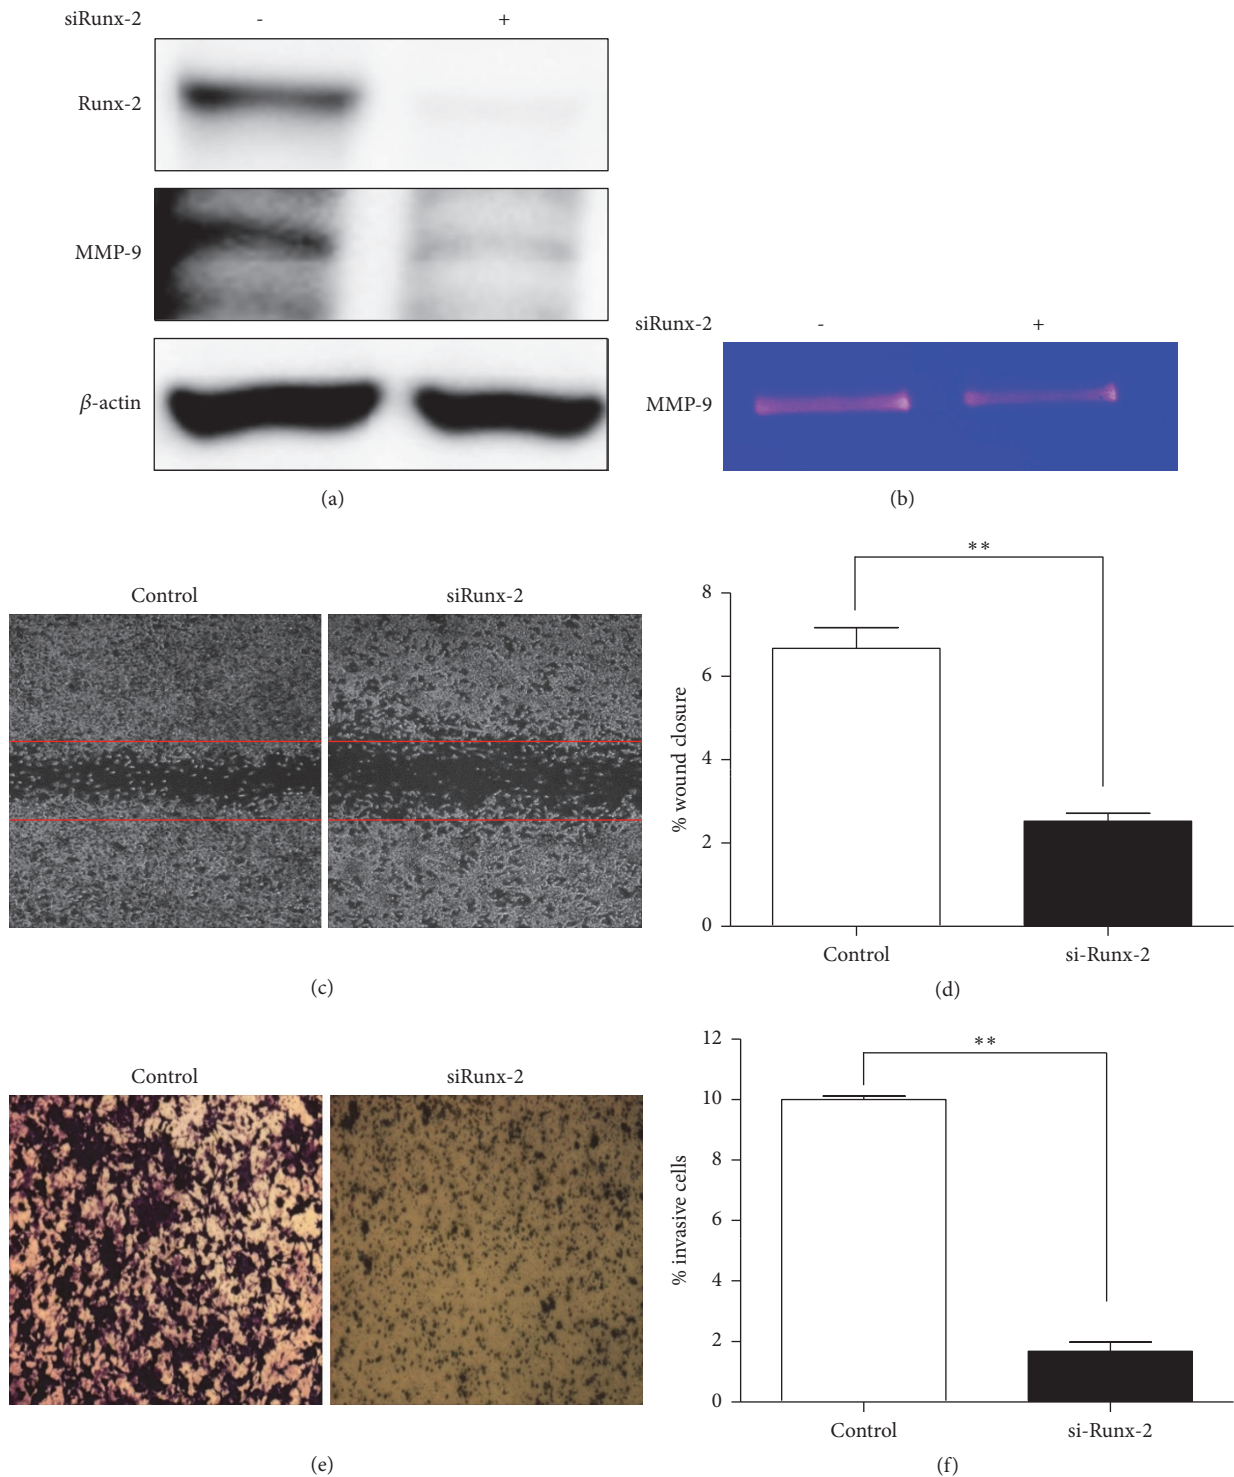 siRunx-2 - +
Runx-2
MMP-9
β-actin
(a)
siRunx-2 - +
MMP-9
(b)
Control siRunx-2
(c)
**
8
6
4
2
0
% wound closure
Control si-Runx-2
(d)
Control siRunx-2
(e)
**
12
10
8
6
4
2
0
% invasive cells
Control si-Runx-2
(f)